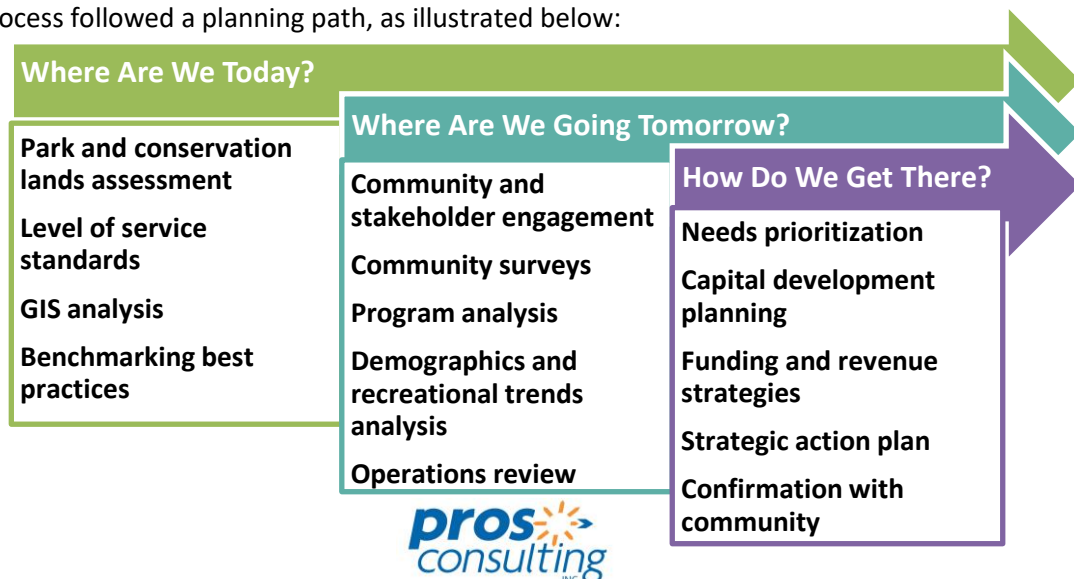 ocess followed a planning path, as illustrated below:
Where Are We Today?
Park and conservation
lands assessment
Level of service
standards
GIS analysis
Benchmarking best
practices
Where Are We Going Tomorrow?
Community and
stakeholder engagement
Community surveys
Program analysis
Demographics and
recreational trends
analysis
Operations review
How Do We Get There?
Needs prioritization
Capital development
planning
Funding and revenue
strategies
Strategic action plan
Confirmation with
community
pros
consulting
INC